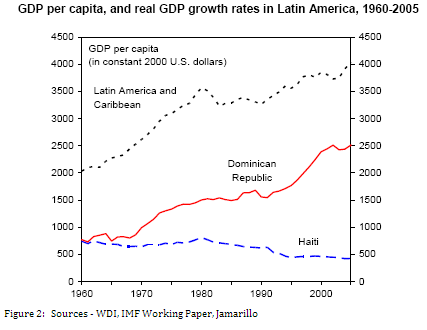 GDP per capita, and real GDP growth rates in Latin America, 1960-2005
4500 4500
GDP per capita
(in constant 2000 U.S. dollars)
4000 4000
Latin America and
Caribbean
3500 3500
3000 3000
2500 2500
Dominican
Republic
2000 2000
1500 1500
1000 1000
Haiti
500 500
0 0
1960 1970 1980 1990 2000
Figure 2: Sources - WDI, IMF Working Paper, Jamarillo